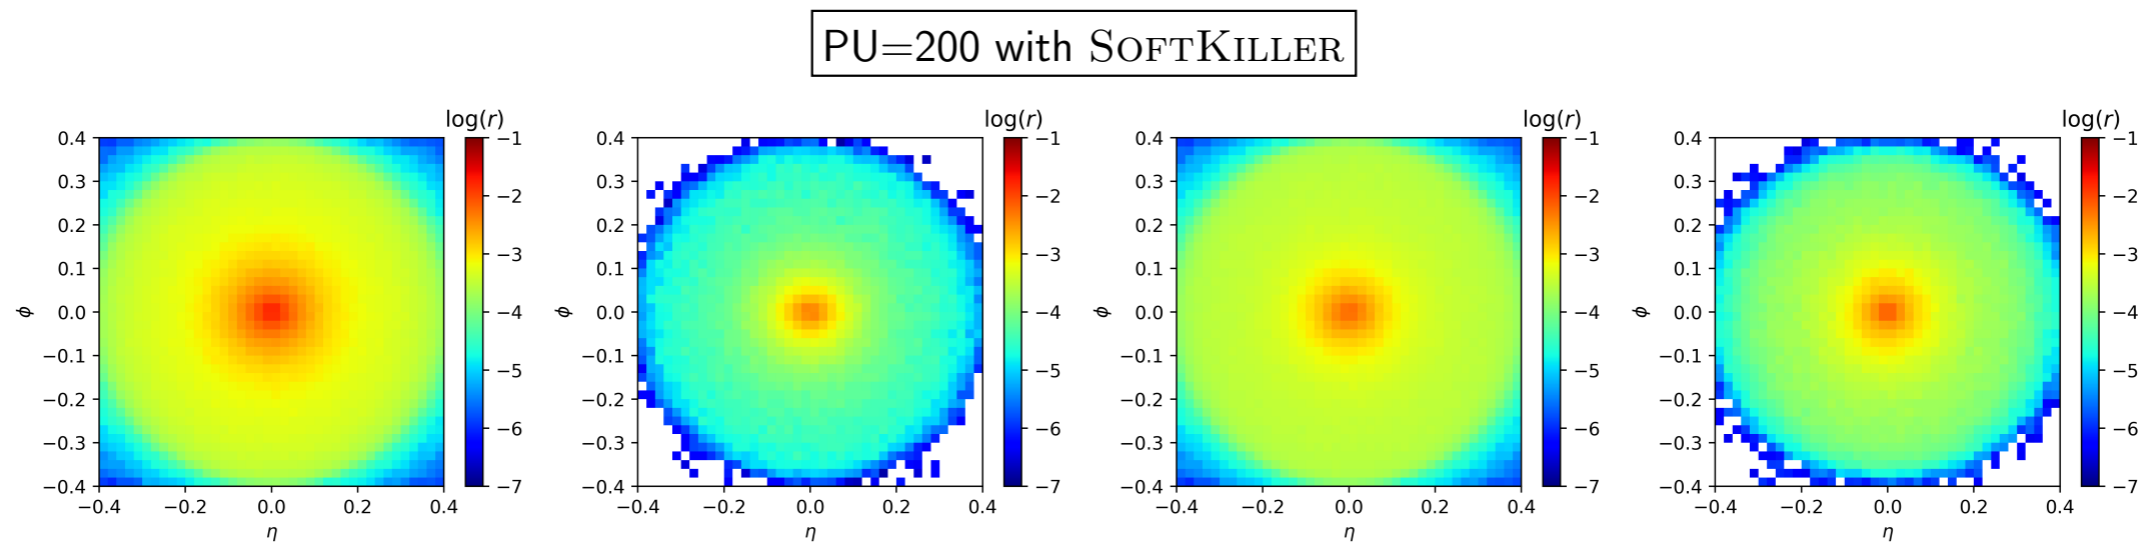 PU=200 with SOFTKILLER
log(r) log(r) log(r) log(r)
0.4 −1 0.4 −1 0.4 −1 0.4 −1
0.3 0.3 0.3 0.3
−2 −2 −2 −2
0.2 0.2 0.2 0.2
−3 −3 −3 −3
0.1 0.1 0.1 0.1
ϕ 0.0 −4 ϕ 0.0 −4 ϕ 0.0 −4 ϕ 0.0 −4
−0.1 −0.1 −0.1 −0.1
−5 −5 −5 −5
−0.2 −0.2 −0.2 −0.2
−6 −6 −6 −6
−0.3 −0.3 −0.3 −0.3
−0.4 −7 −0.4 −7 −0.4 −7 −0.4 −7
−0.4 −0.2 0.0 0.2 0.4 −0.4 −0.2 0.0 0.2 0.4 −0.4 −0.2 0.0 0.2 0.4 −0.4 −0.2 0.0 0.2 0.4
η η η η